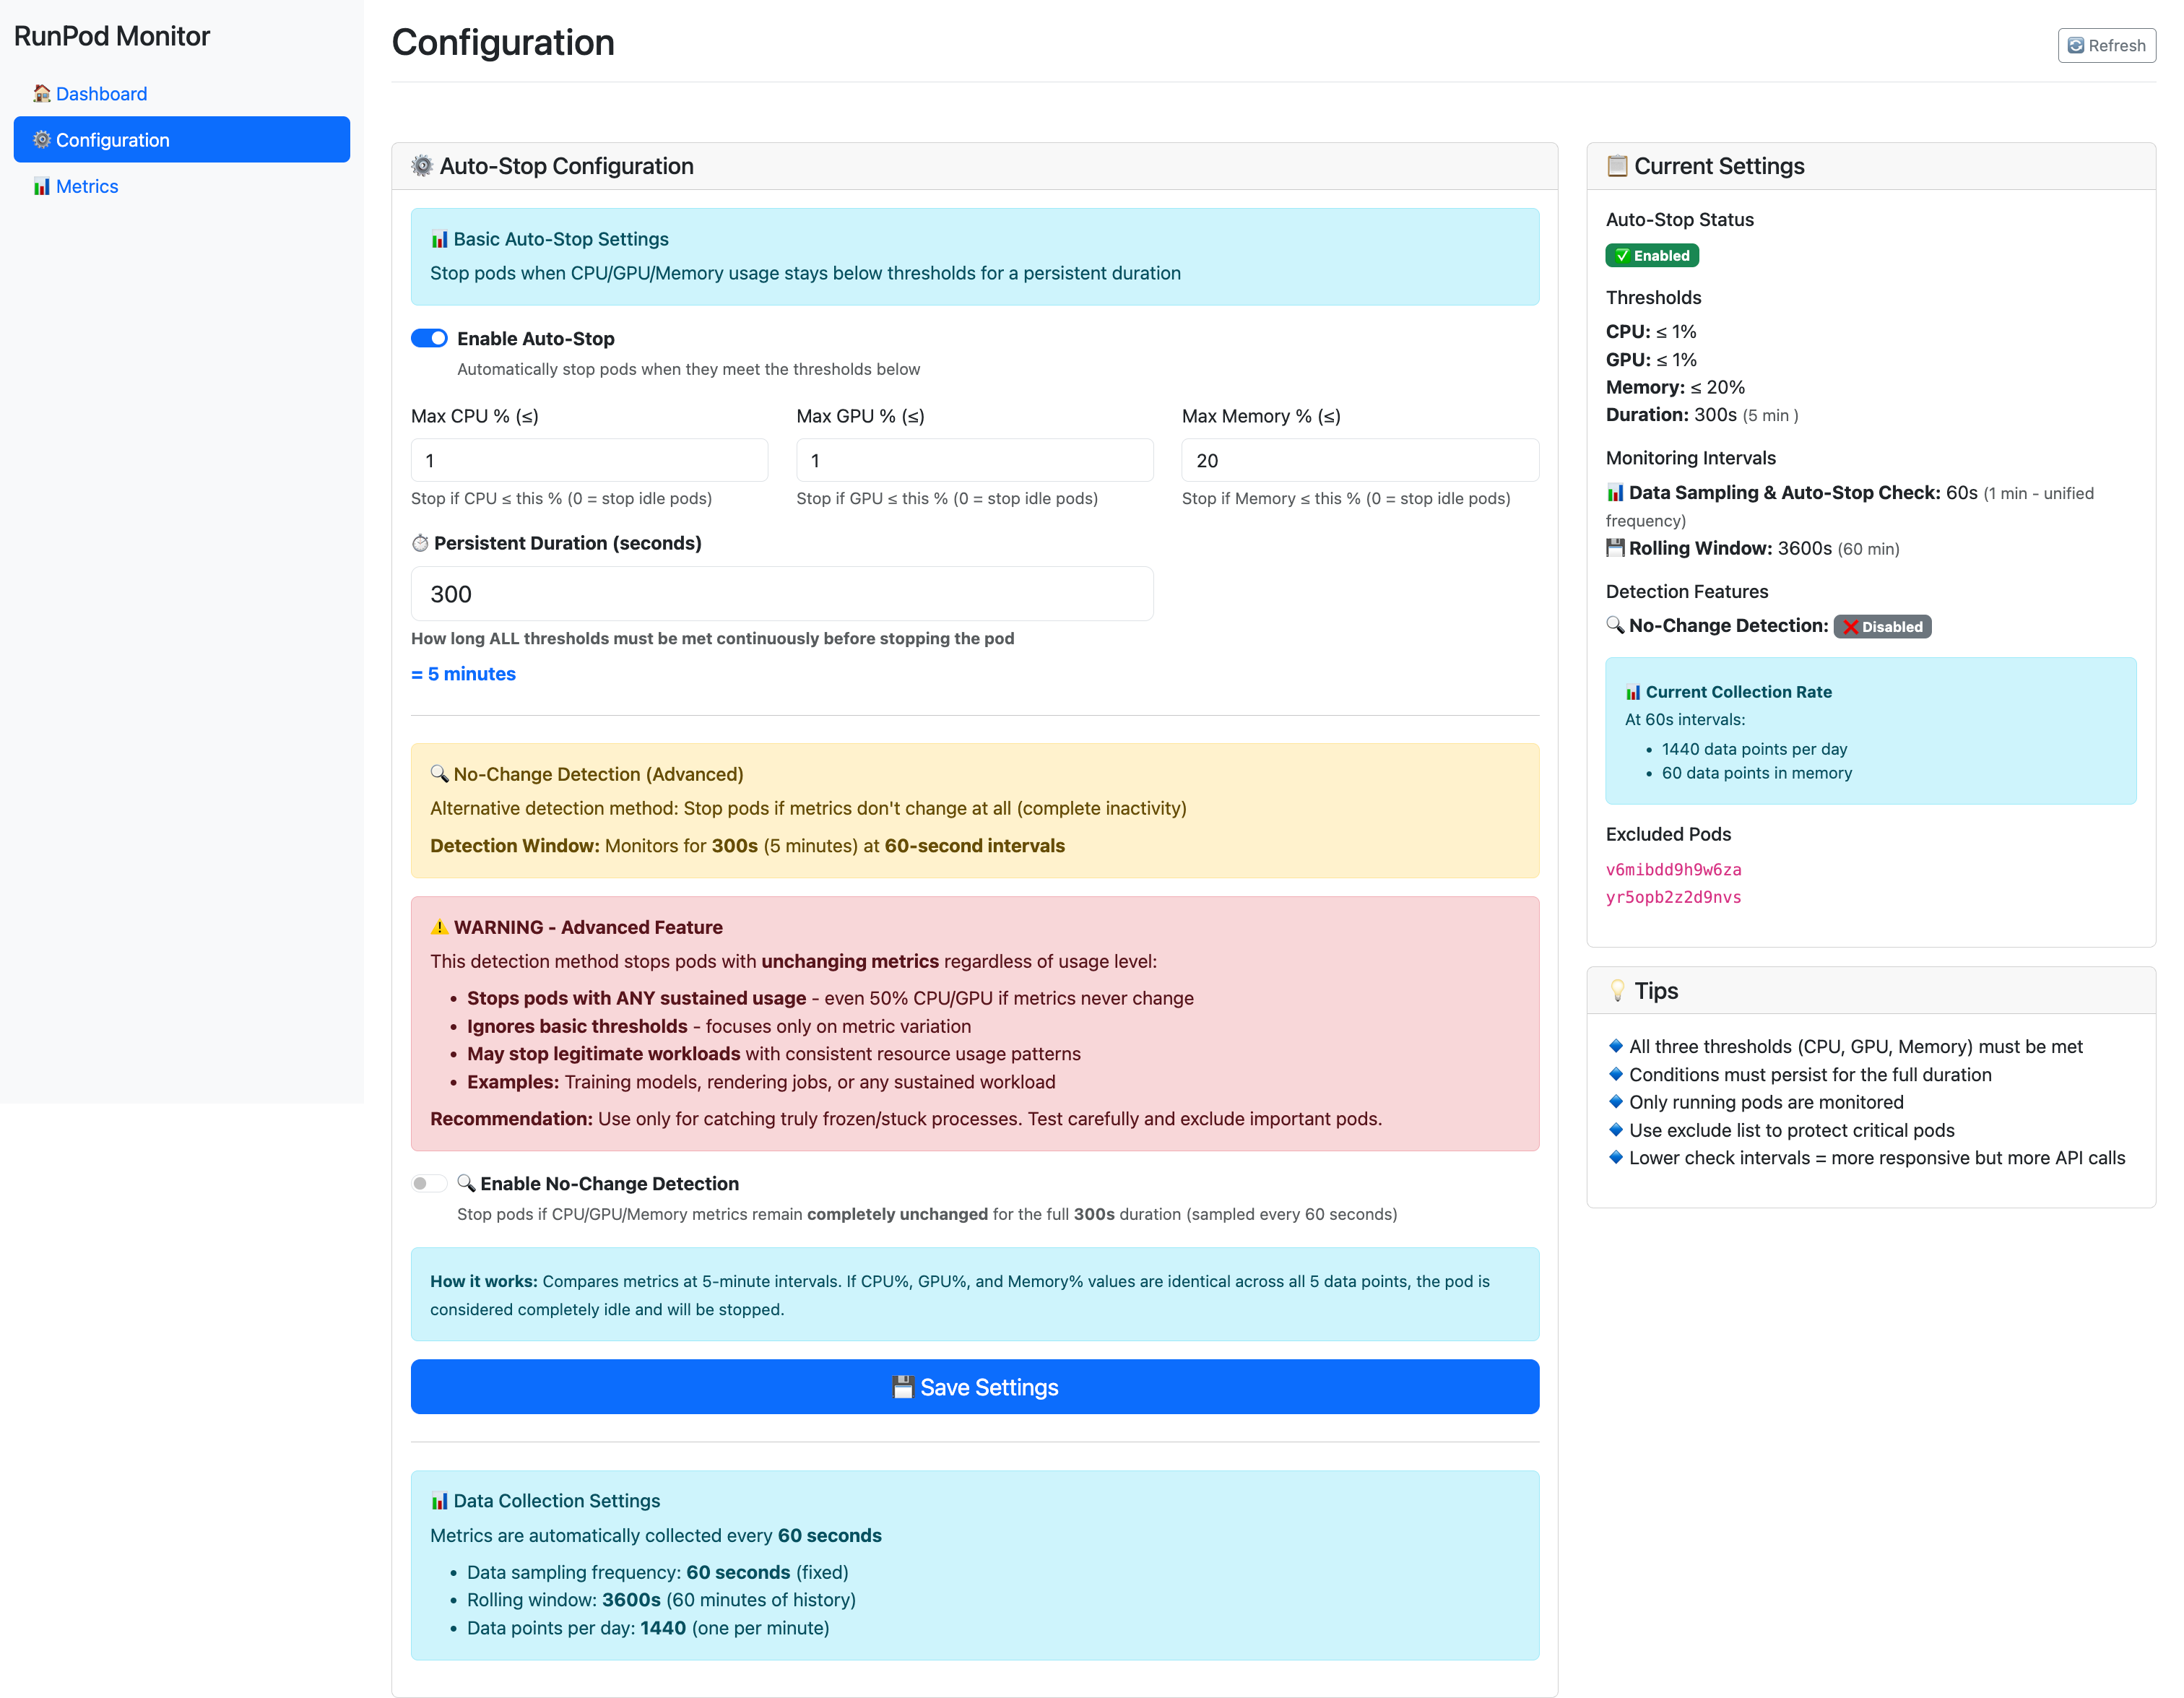 RunPod Monitor
🏠 Dashboard
⚙️ Configuration
📊 Metrics
Configuration
🔄 Refresh
⚙️ Auto-Stop Configuration
📊 Basic Auto-Stop Settings
Stop pods when CPU/GPU/Memory usage stays below thresholds for a persistent duration
Enable Auto-Stop
Automatically stop pods when they meet the thresholds below
Max CPU % (≤)
1
Stop if CPU ≤ this % (0 = stop idle pods)
Max GPU % (≤)
1
Stop if GPU ≤ this % (0 = stop idle pods)
Max Memory % (≤)
20
Stop if Memory ≤ this % (0 = stop idle pods)
⏱️ Persistent Duration (seconds)
300
How long ALL thresholds must be met continuously before stopping the pod
= 5 minutes
🔍 No-Change Detection (Advanced)
Alternative detection method: Stop pods if metrics don't change at all (complete inactivity)
Detection Window: Monitors for 300s (5 minutes) at 60-second intervals
⚠️ WARNING - Advanced Feature
This detection method stops pods with unchanging metrics regardless of usage level:
• Stops pods with ANY sustained usage - even 50% CPU/GPU if metrics never change
• Ignores basic thresholds - focuses only on metric variation
• May stop legitimate workloads with consistent resource usage patterns
• Examples: Training models, rendering jobs, or any sustained workload
Recommendation: Use only for catching truly frozen/stuck processes. Test carefully and exclude important pods.
🔍 Enable No-Change Detection
Stop pods if CPU/GPU/Memory metrics remain completely unchanged for the full 300s duration (sampled every 60 seconds)
How it works: Compares metrics at 5-minute intervals. If CPU%, GPU%, and Memory% values are identical across all 5 data points, the pod is
considered completely idle and will be stopped.
💾 Save Settings
📊 Data Collection Settings
Metrics are automatically collected every 60 seconds
• Data sampling frequency: 60 seconds (fixed)
• Rolling window: 3600s (60 minutes of history)
• Data points per day: 1440 (one per minute)
📋 Current Settings
Auto-Stop Status
✅ Enabled
Thresholds
CPU: ≤ 1%
GPU: ≤ 1%
Memory: ≤ 20%
Duration: 300s (5 min )
Monitoring Intervals
📊 Data Sampling & Auto-Stop Check: 60s (1 min - unified
frequency)
💾 Rolling Window: 3600s (60 min)
Detection Features
🔍 No-Change Detection: ❌ Disabled
📊 Current Collection Rate
At 60s intervals:
• 1440 data points per day
• 60 data points in memory
Excluded Pods
v6mibdd9h9w6za
yr5opb2z2d9nvs
💡 Tips
🔹 All three thresholds (CPU, GPU, Memory) must be met
🔹 Conditions must persist for the full duration
🔹 Only running pods are monitored
🔹 Use exclude list to protect critical pods
🔹 Lower check intervals = more responsive but more API calls